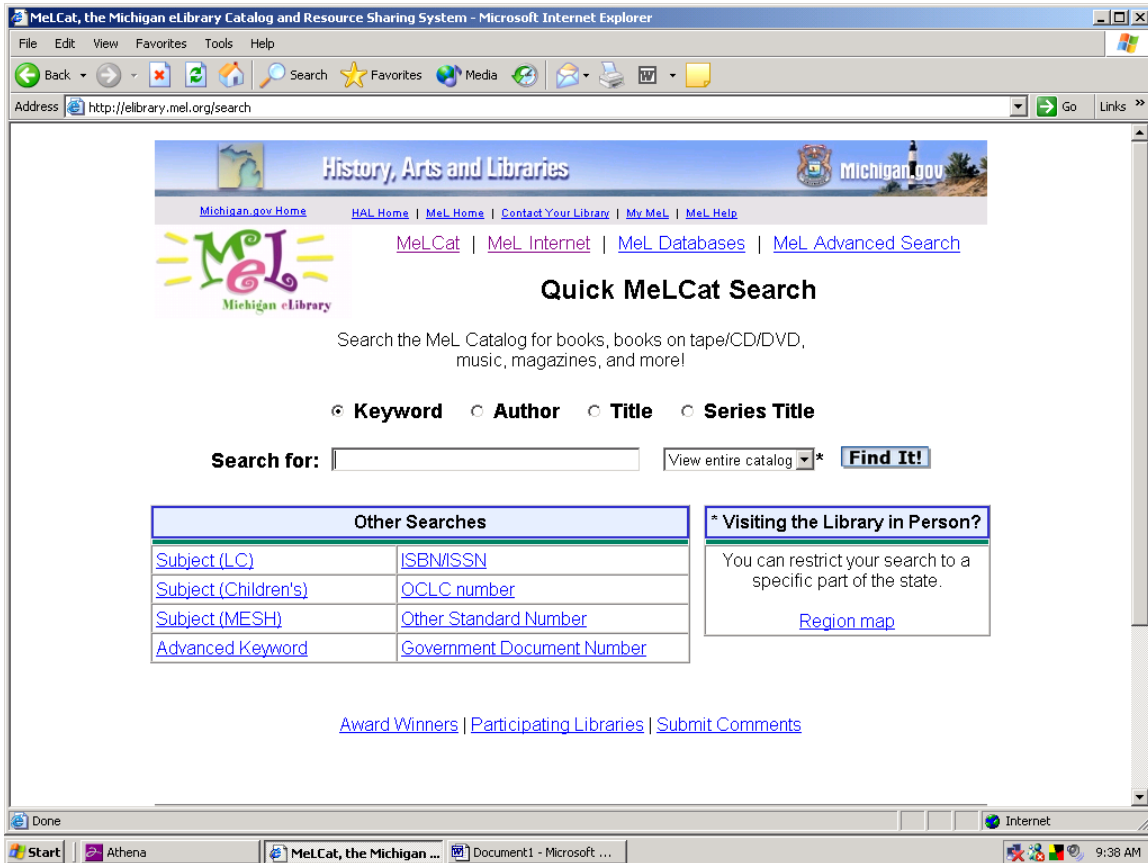 MeLCat, the Michigan eLibrary Catalog and Resource Sharing System - Microsoft Internet Explorer
File Edit View Favorites Tools Help
Back Search Favorites Media
Address http://elibrary.mel.org/search Go Links »
History, Arts and Libraries Michigan.gov
Michigan.gov Home HAL Home | MeL Home | Contact Your Library | My MeL | MeL Help
MeL
Michigan eLibrary
MeLCat | MeL Internet | MeL Databases | MeL Advanced Search
Quick MeLCat Search
Search the MeL Catalog for books, books on tape/CD/DVD,
music, magazines, and more!
Keyword Author Title Series Title
Search for: View entire catalog * Find It!
Other Searches
Subject (LC) ISBN/ISSN
Subject (Children's) OCLC number
Subject (MESH) Other Standard Number
Advanced Keyword Government Document Number
* Visiting the Library in Person?
You can restrict your search to a
specific part of the state.
Region map
Award Winners | Participating Libraries | Submit Comments
Done Internet
Start Athena MeLCat, the Michigan ... Document1 - Microsoft ... 9:38 AM